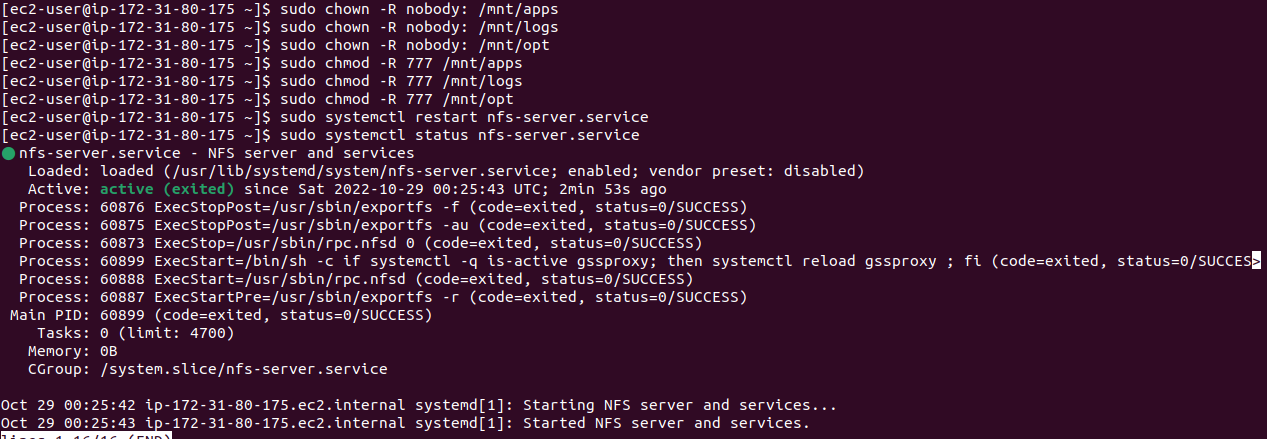 [ec2-user@ip-172-31-80-175 ~]$ sudo chown -R nobody: /mnt/apps
[ec2-user@ip-172-31-80-175 ~]$ sudo chown -R nobody: /mnt/logs
[ec2-user@ip-172-31-80-175 ~]$ sudo chown -R nobody: /mnt/opt
[ec2-user@ip-172-31-80-175 ~]$ sudo chmod -R 777 /mnt/apps
[ec2-user@ip-172-31-80-175 ~]$ sudo chmod -R 777 /mnt/logs
[ec2-user@ip-172-31-80-175 ~]$ sudo chmod -R 777 /mnt/opt
[ec2-user@ip-172-31-80-175 ~]$ sudo systemctl restart nfs-server.service
[ec2-user@ip-172-31-80-175 ~]$ sudo systemctl status nfs-server.service
● nfs-server.service - NFS server and services
   Loaded: loaded (/usr/lib/systemd/system/nfs-server.service; enabled; vendor preset: disabled)
   Active: active (exited) since Sat 2022-10-29 00:25:43 UTC; 2min 53s ago
  Process: 60876 ExecStopPost=/usr/sbin/exportfs -f (code=exited, status=0/SUCCESS)
  Process: 60875 ExecStopPost=/usr/sbin/exportfs -au (code=exited, status=0/SUCCESS)
  Process: 60873 ExecStop=/usr/sbin/rpc.nfsd 0 (code=exited, status=0/SUCCESS)
  Process: 60899 ExecStart=/bin/sh -c if systemctl -q is-active gssproxy; then systemctl reload gssproxy ; fi (code=exited, status=0/SUCCES>
  Process: 60888 ExecStart=/usr/sbin/rpc.nfsd (code=exited, status=0/SUCCESS)
  Process: 60887 ExecStartPre=/usr/sbin/exportfs -r (code=exited, status=0/SUCCESS)
 Main PID: 60899 (code=exited, status=0/SUCCESS)
    Tasks: 0 (limit: 4700)
   Memory: 0B
   CGroup: /system.slice/nfs-server.service

Oct 29 00:25:42 ip-172-31-80-175.ec2.internal systemd[1]: Starting NFS server and services...
Oct 29 00:25:43 ip-172-31-80-175.ec2.internal systemd[1]: Started NFS server and services.
lines 1-16/16 (END)